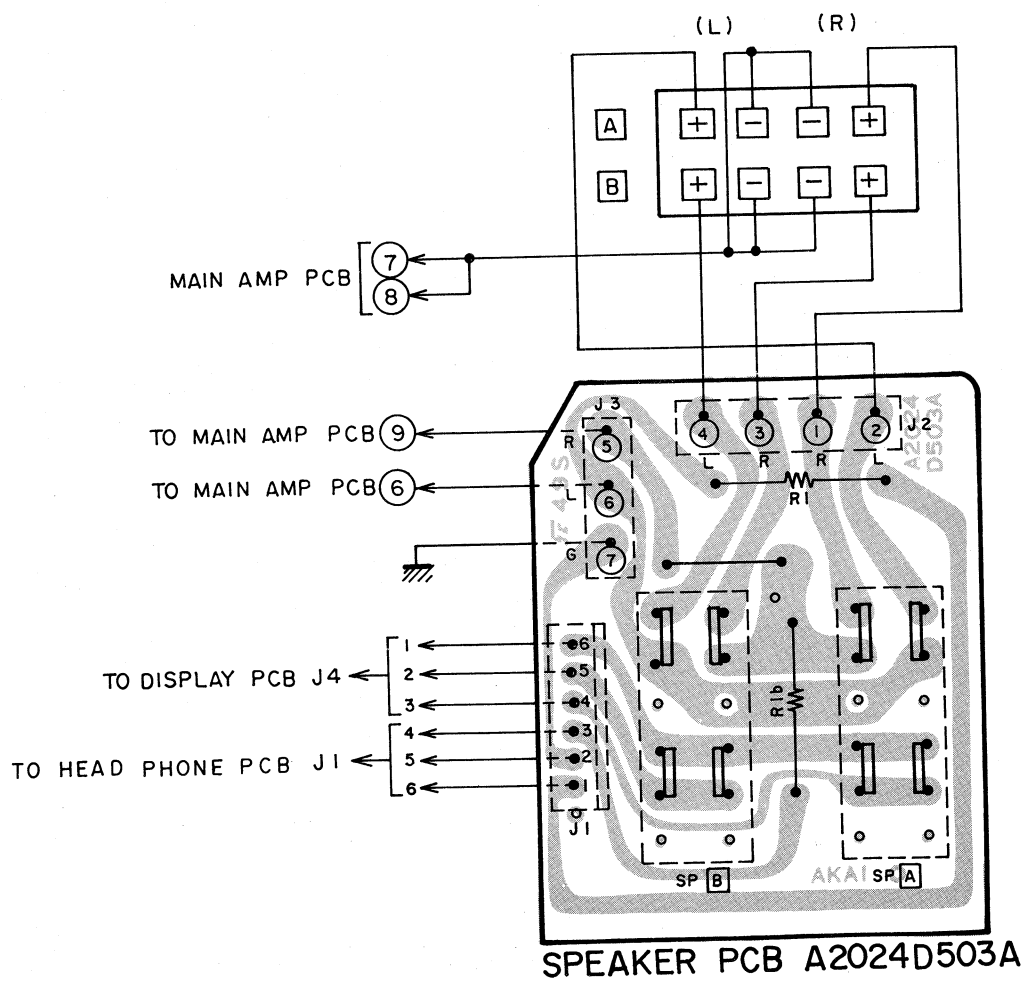 (L) (R)
A + − − +
B + − − +
MAIN AMP PCB 7
8
J3
4 3 1 2 J2
TO MAIN AMP PCB 9 R 5
L R R L
A2024
D503A
TO MAIN AMP PCB 6 L 6
R1
49S
G 7
1 6
2 5
TO DISPLAY PCB J4
3 4
R1b
4 3
TO HEAD PHONE PCB J1
5 2
6 1
J1
SP B
AKAI SP A
SPEAKER PCB A2024D503A